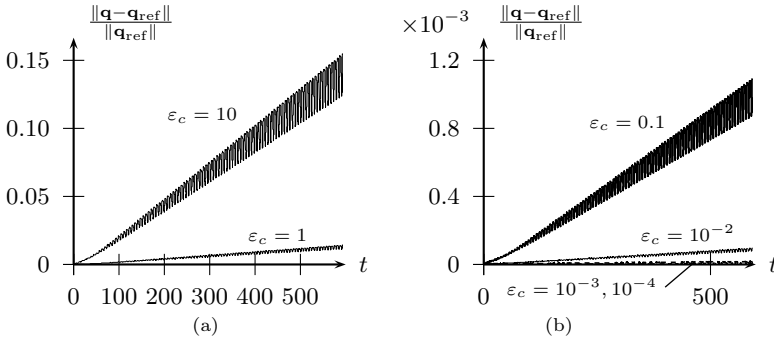 ‖q−q_ref‖ / ‖q_ref‖
0.15
0.10
0.05
0
ε_c = 10
ε_c = 1
t
0 100 200 300 400 500
(a)
×10⁻³
‖q−q_ref‖ / ‖q_ref‖
1.2
0.8
0.4
0
ε_c = 0.1
ε_c = 10⁻²
t
ε_c = 10⁻³, 10⁻⁴
0 500
(b)